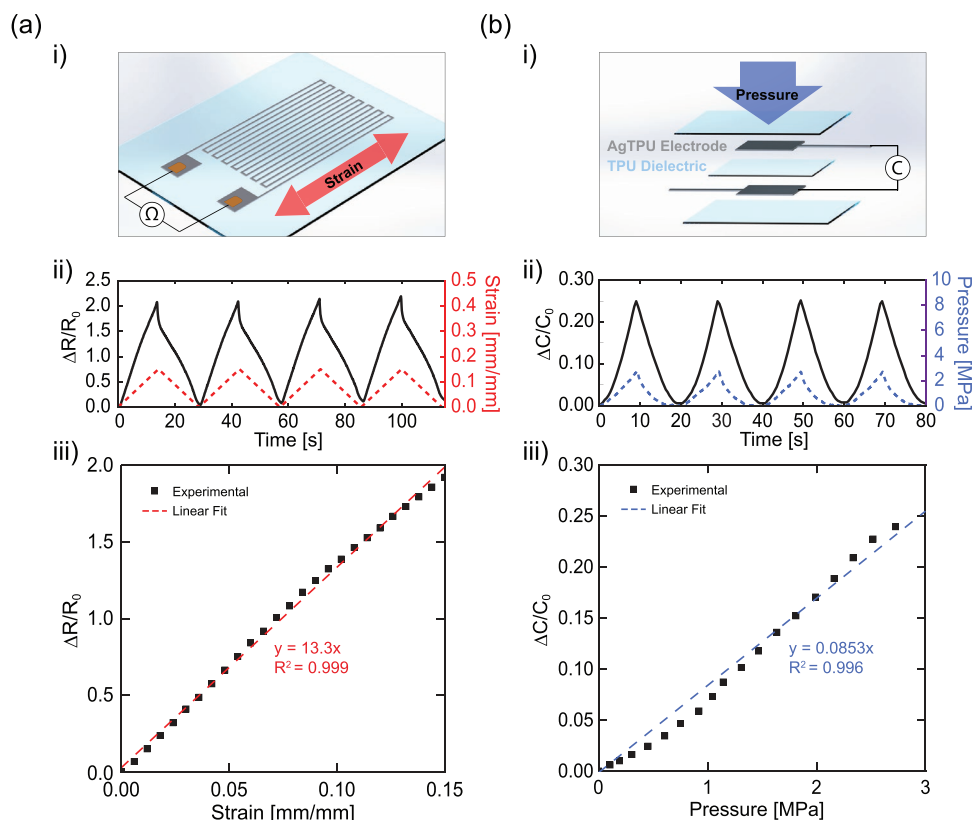 (a)
i)
Strain
Ω
ii)
2.5
2.0
1.5
1.0
0.5
0.0
ΔR/R0
0
20
40
60
80
100
Time [s]
0.5
0.4
0.3
0.2
0.1
0.0
Strain [mm/mm]
iii)
2.0
1.5
1.0
0.5
0.0
ΔR/R0
Experimental
Linear Fit
y = 13.3x
R² = 0.999
0.00
0.05
0.10
0.15
Strain [mm/mm]
(b)
i)
Pressure
AgTPU Electrode
TPU Dielectric
C
ii)
0.30
0.25
0.20
0.15
0.10
0.05
0.00
ΔC/C0
0
10
20
30
40
50
60
70
80
Time [s]
10
8
6
4
2
0
Pressure [MPa]
iii)
0.30
0.25
0.20
0.15
0.10
0.05
0.00
ΔC/C0
Experimental
Linear Fit
y = 0.0853x
R² = 0.996
0
1
2
3
Pressure [MPa]